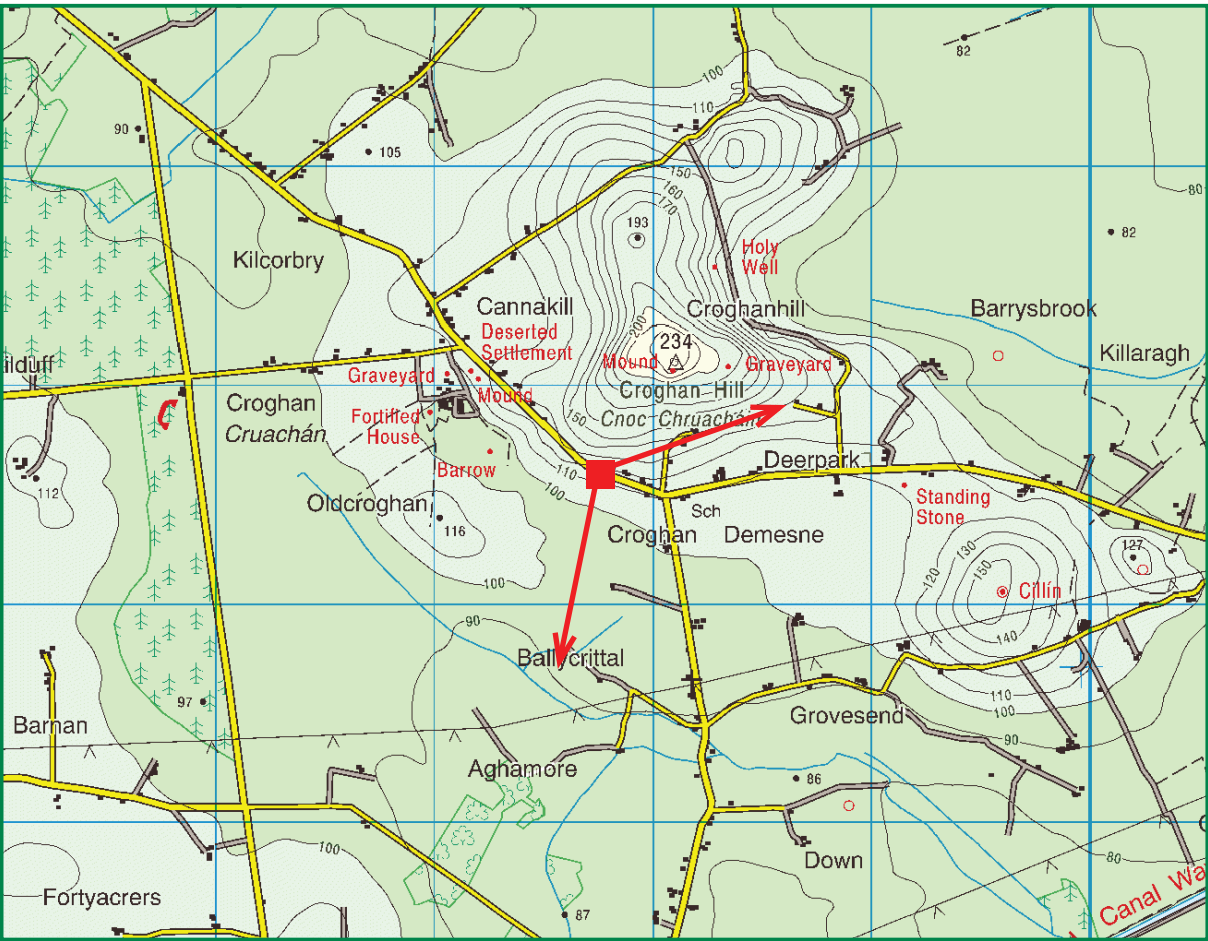 82
100
110
90
105
150
80
160
170
193
82
Kilcorbry
Holy
Well
Cannakill
Croghanhill
Barrysbrook
Deserted
Settlement
200
234
Killaragh
ilduff
Mound
Graveyard
Graveyard
Mound
Croghan Hill
Croghan
Cruachán
Fortified
House
150
Cnoc Chruacháin
110
Barrow
Deerpark
112
100
Oldcroghan
Standing
Stone
Sch
116
Croghan Demesne
127
130
120
150
100
Cillín
90
140
Ballycrittal
97
110
100
Barnan
Grovesend
90
Aghamore
86
100
Down
80
Fortyacrers
Canal Wa
87